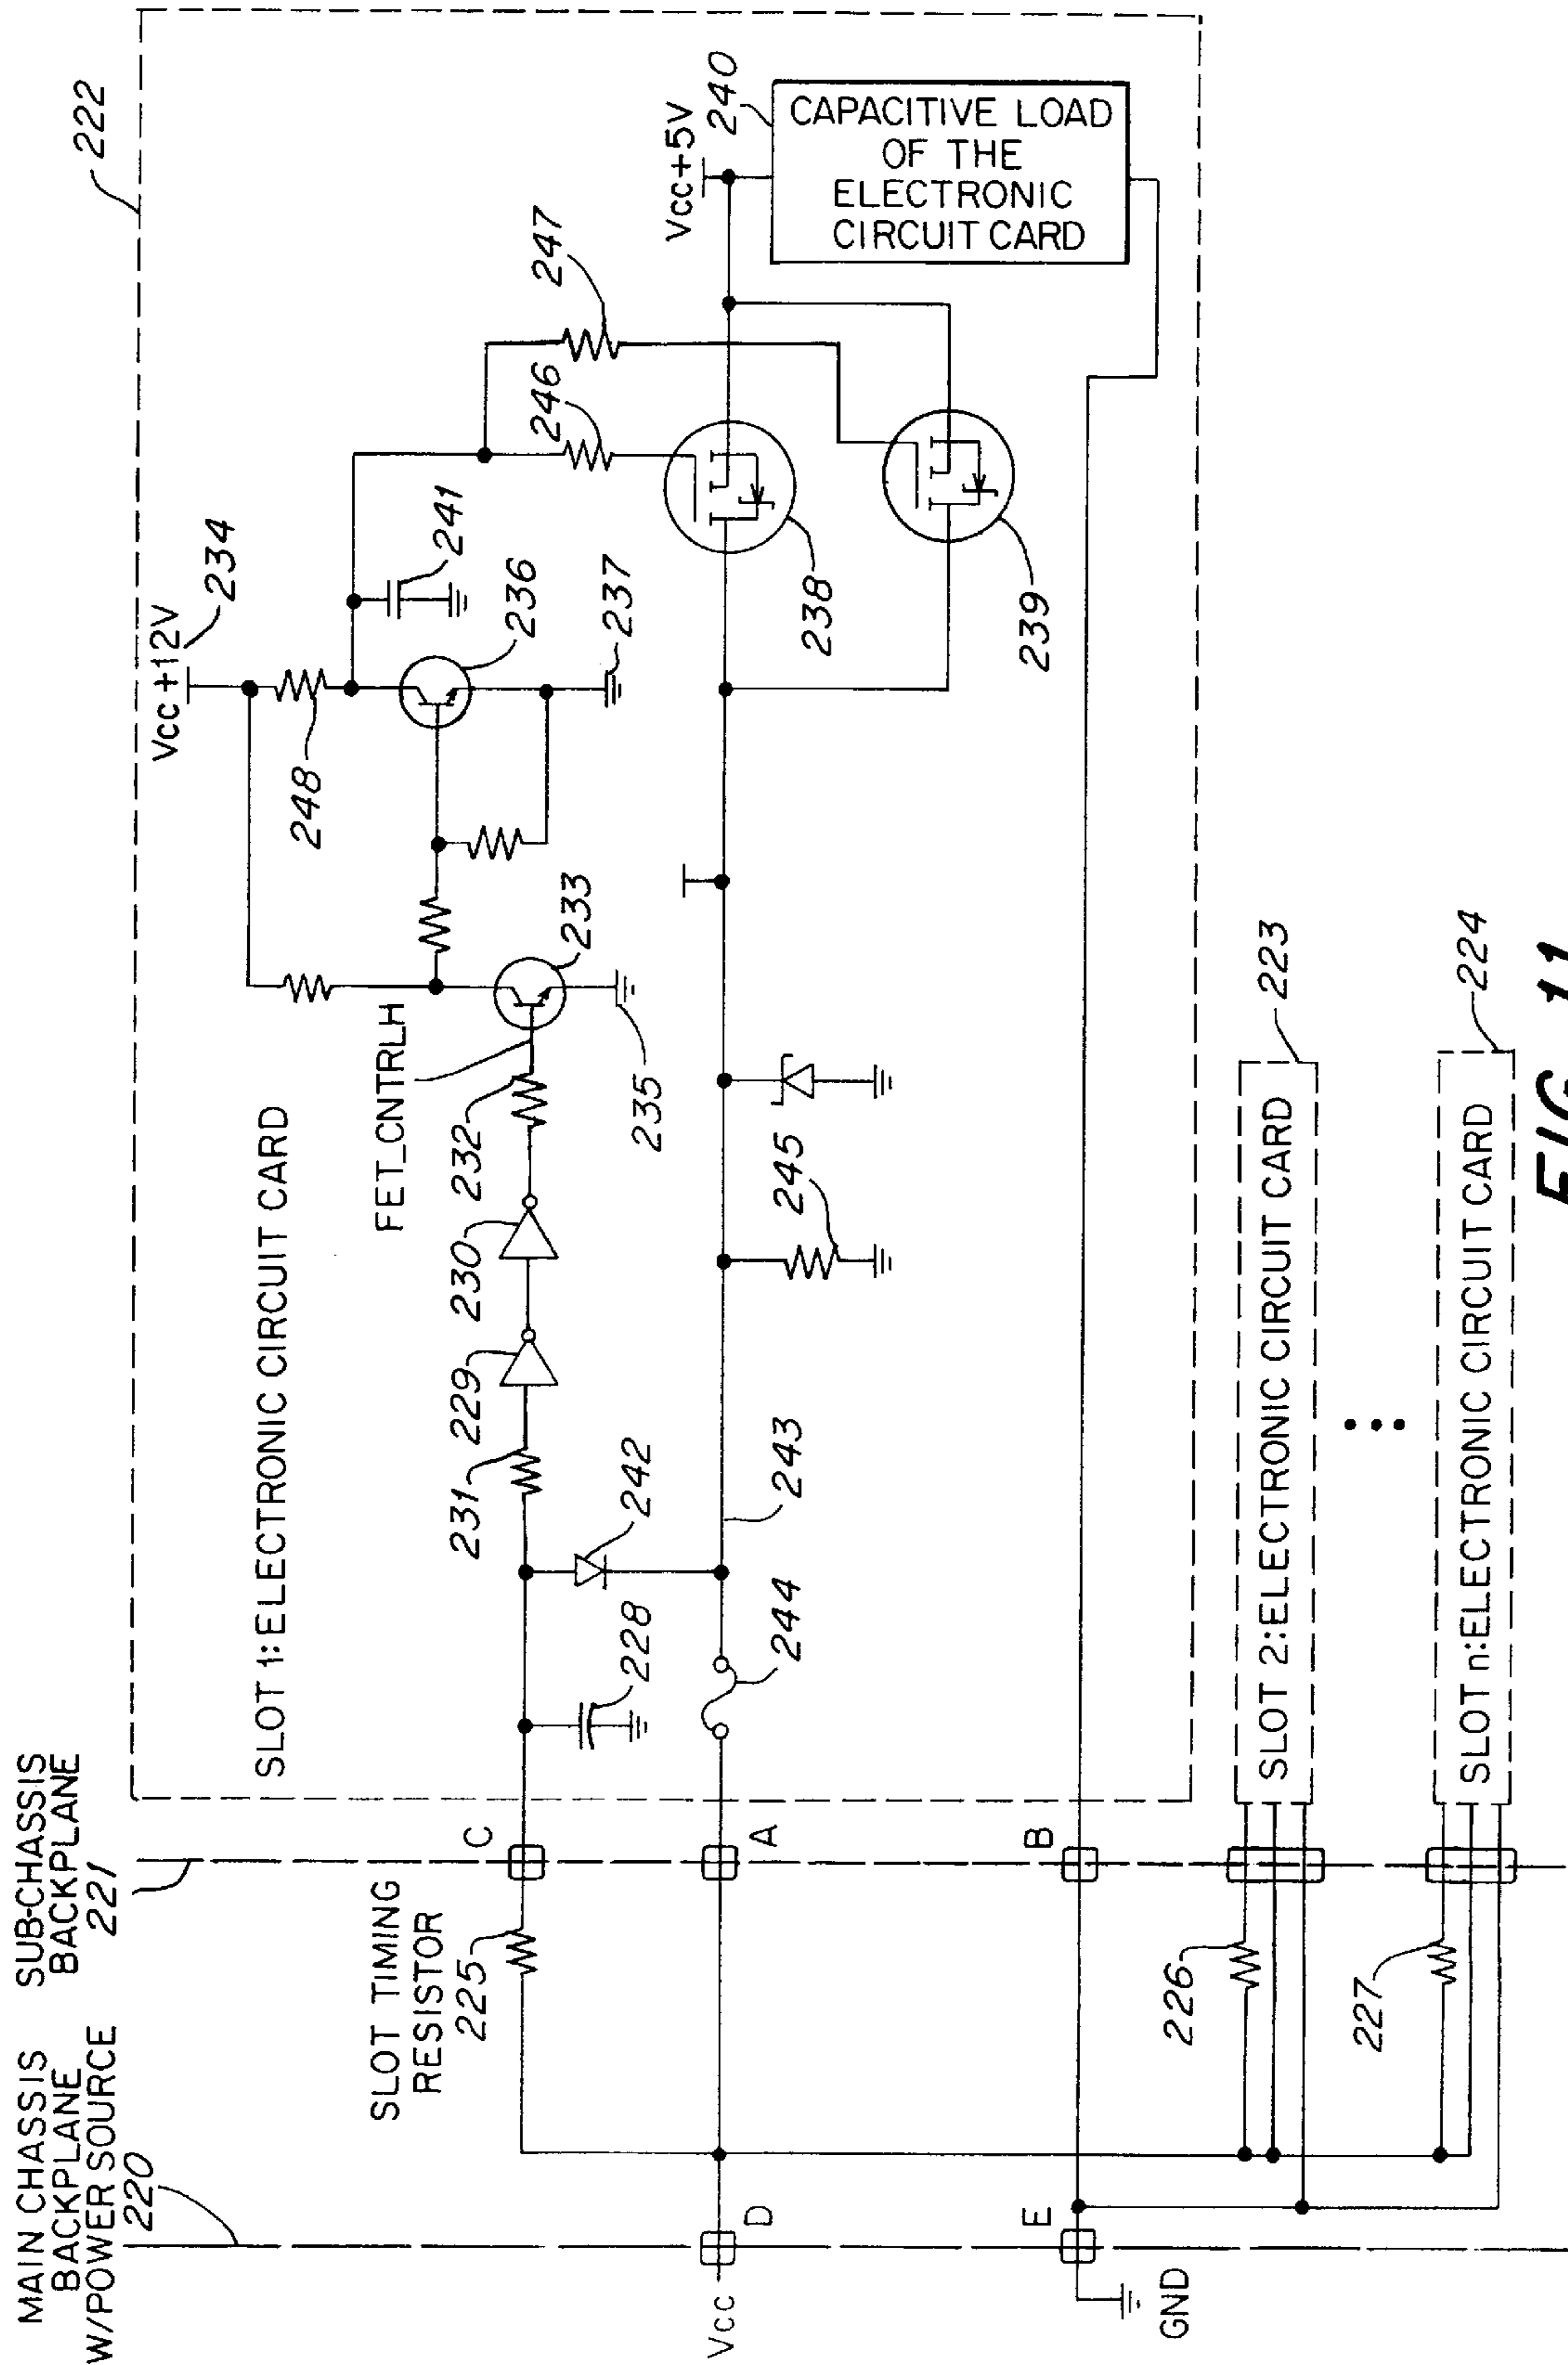 MAIN CHASSIS
BACKPLANE
W/POWER SOURCE
220
SUB-CHASSIS
BACKPLANE
221
222
SLOT 1:ELECTRONIC CIRCUIT CARD
SLOT TIMING
RESISTOR
225
C
228
242
231
229
230
232
FET_CNTRLH
233
235
Vcc+12V
234
248
236
237
241
246
247
Vcc
D
A
244
243
245
238
239
Vcc+5V
240
CAPACITIVE LOAD
OF THE
ELECTRONIC
CIRCUIT CARD
E
B
GND
226
SLOT 2:ELECTRONIC CIRCUIT CARD
223
227
SLOT n:ELECTRONIC CIRCUIT CARD
224
FIG. 11